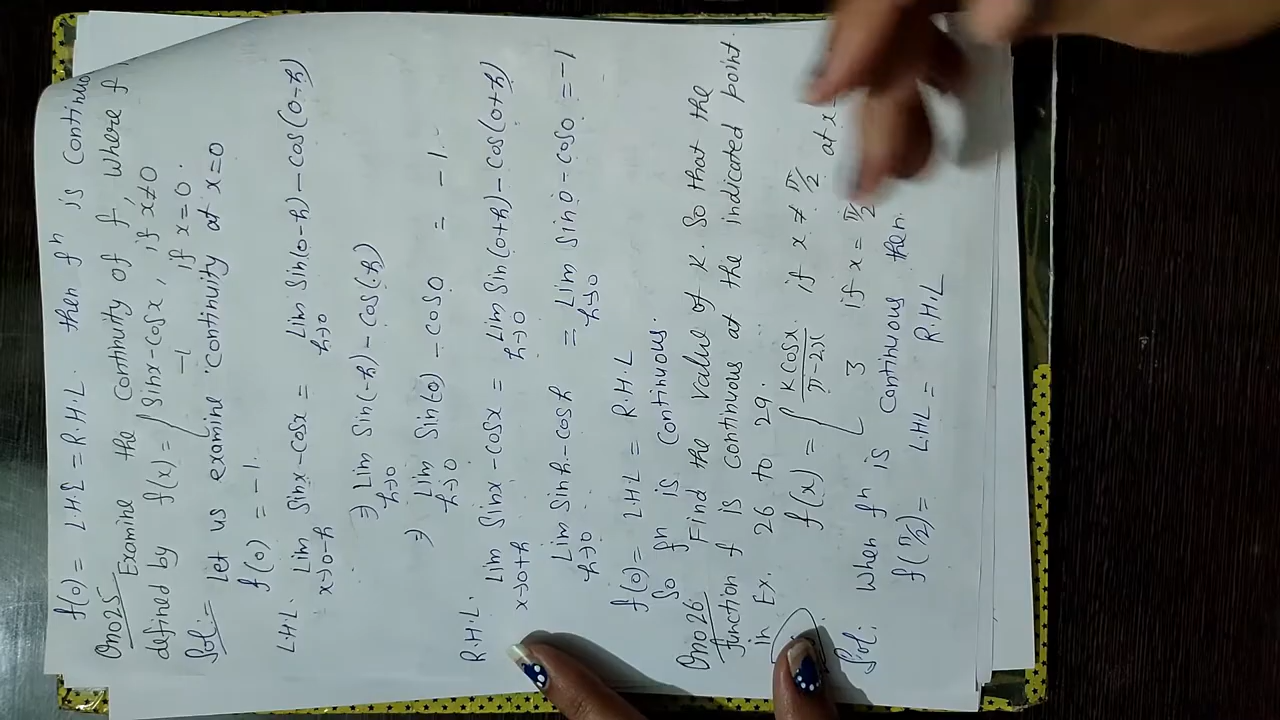 f(0) = LHL = R.H.L. then fn is continuo
Qno25 Examine the continuity of f, where f
defined by f(x) = { sinx-cosx, if x≠0
-1 if x=0.
Sol:- Let us examine continuity at x=0
f(0) = -1.
L.H.L. Lim x→0-h Sinx-cosx = Lim h→0 Sin(0-h)-cos(0-h)
⇒ Lim h→0 Sin(-h)-cos(-h)
⇒ Lim h→0 Sin(0) - cos0 = -1.
R.H.L. Lim x→0+h Sinx-cosx = Lim h→0 Sin(0+h)-cos(0+h)
Lim h→0 Sinh-cosh = Lim h→0 Sin0-cos0 = -1
f(0) = L.H.L = R.H.L
So fn is continuous.
Qno26 Find the value of K. So that the
function f is continuous at the indicated point.
in Ex. 26 to 29.
f(x) = { K cosx / π-2x if x ≠ π/2 at x
3 if x = π/2
Sol: When fn is continuous then.
f(π/2) = L.H.L = R.H.L